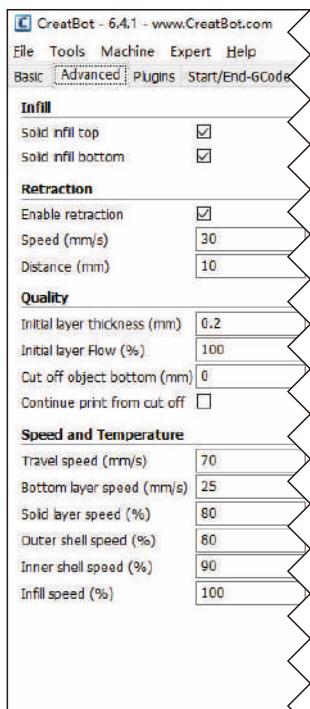 CreatBot - 6.4.1 - www.CreatBot.com
File Tools Machine Expert Help
Basic Advanced Plugins Start/End-GCode
Infill
Solid infill top
Solid infill bottom
Retraction
Enable retraction
Speed (mm/s) 30
Distance (mm) 10
Quality
Initial layer thickness (mm) 0.2
Initial layer Flow (%) 100
Cut off object bottom (mm) 0
Continue print from cut off
Speed and Temperature
Travel speed (mm/s) 70
Bottom layer speed (mm/s) 25
Solid layer speed (%) 80
Outer shell speed (%) 80
Inner shell speed (%) 90
Infill speed (%) 100